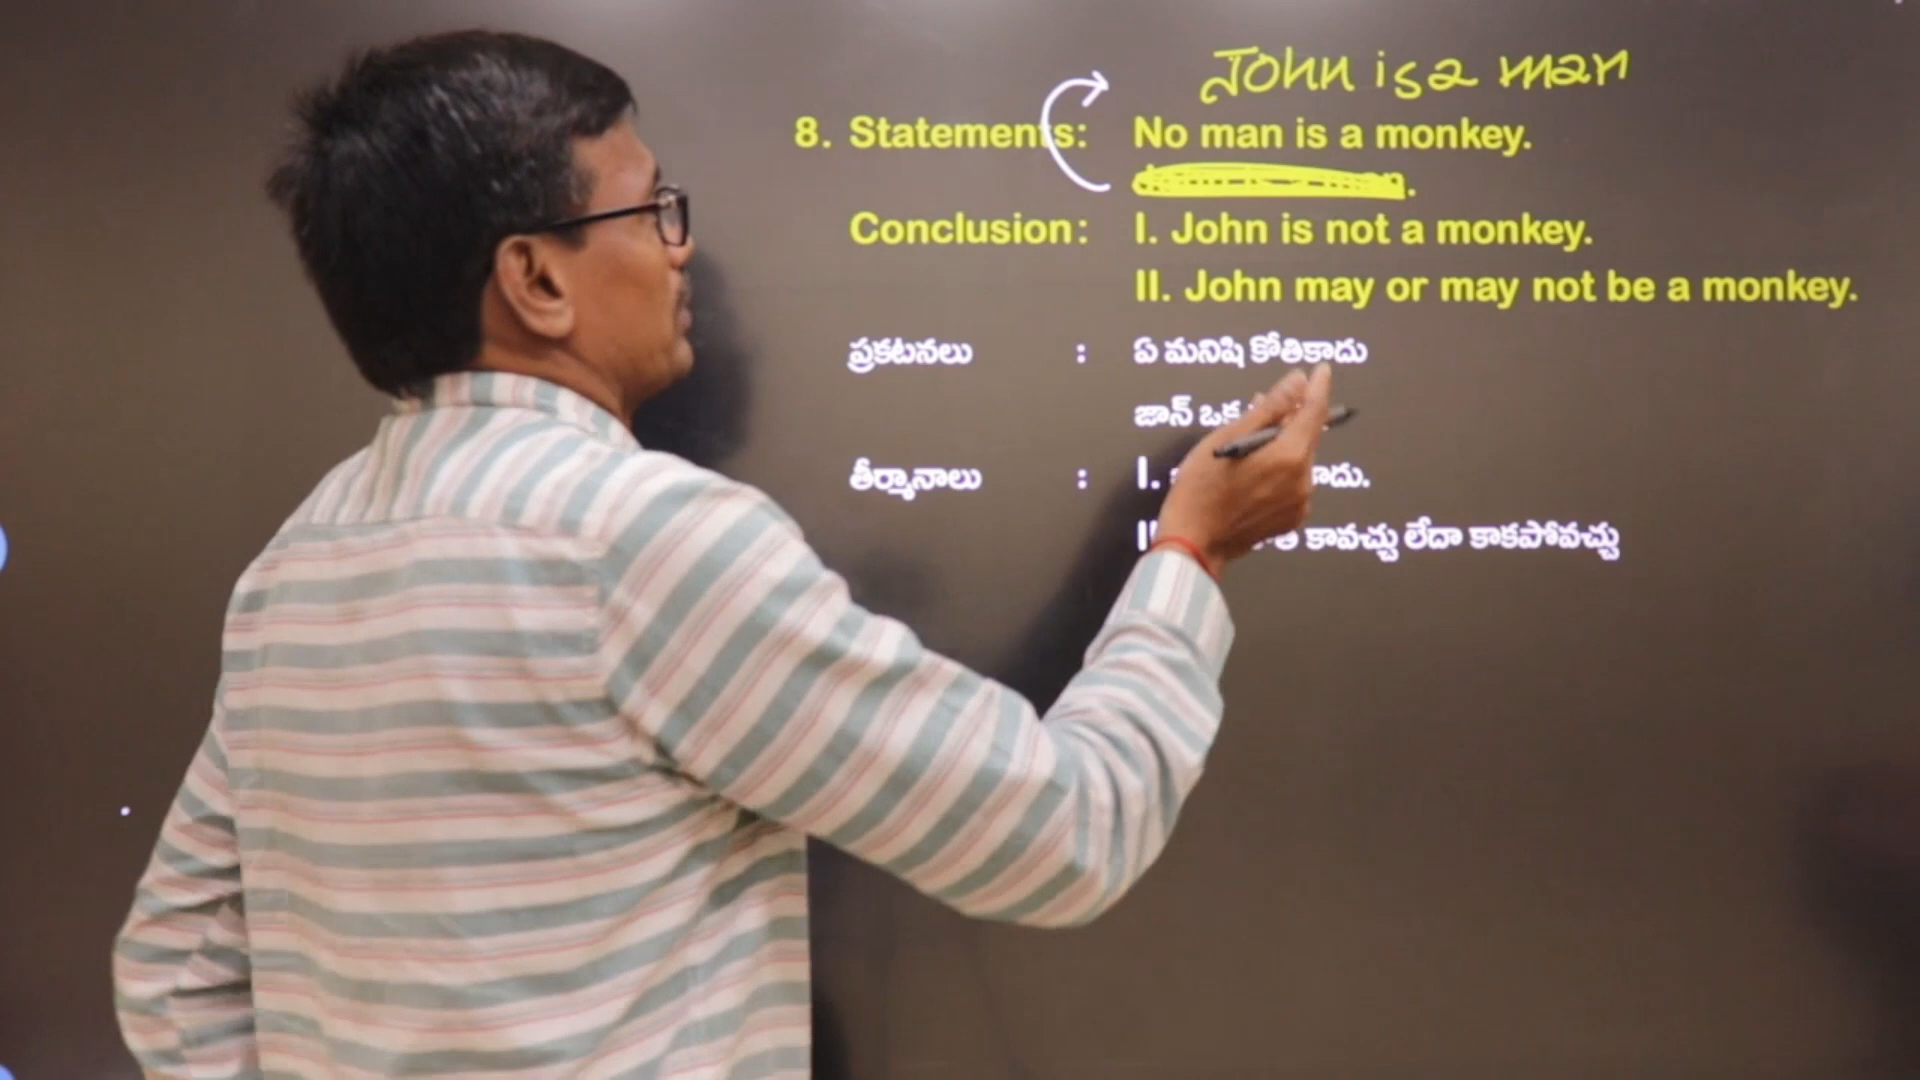 John is a man
8. Statements: No man is a monkey.
Conclusion: I. John is not a monkey.
II. John may or may not be a monkey.
ప్రకటనలు : ఏ మనిషి కోతికాదు
జాన్ ఒక
తీర్మానాలు : I.
కావచ్చు లేదా కాకపోవచ్చు